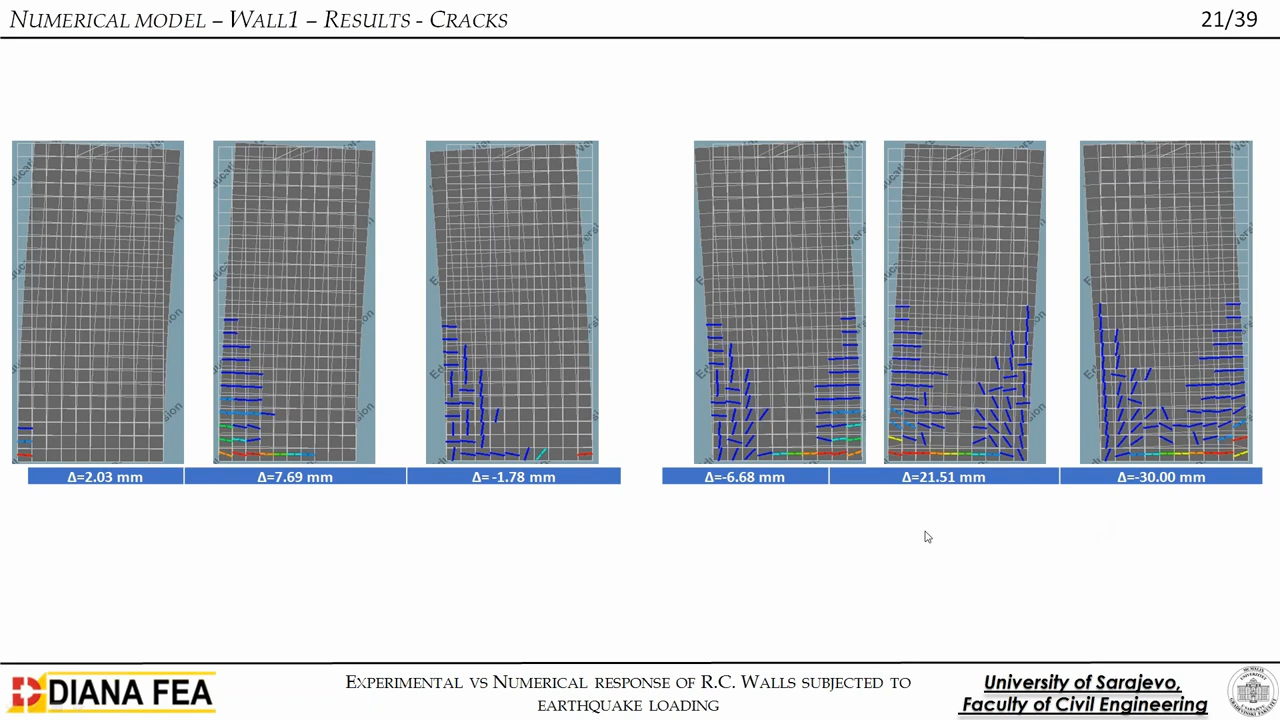 NUMERICAL MODEL – WALL1 – RESULTS - CRACKS
21/39
Δ=2.03 mm
Δ=7.69 mm
Δ= -1.78 mm
Δ=-6.68 mm
Δ=21.51 mm
Δ=-30.00 mm
DIANA FEA
EXPERIMENTAL VS NUMERICAL RESPONSE OF R.C. WALLS SUBJECTED TO
EARTHQUAKE LOADING
University of Sarajevo,
Faculty of Civil Engineering